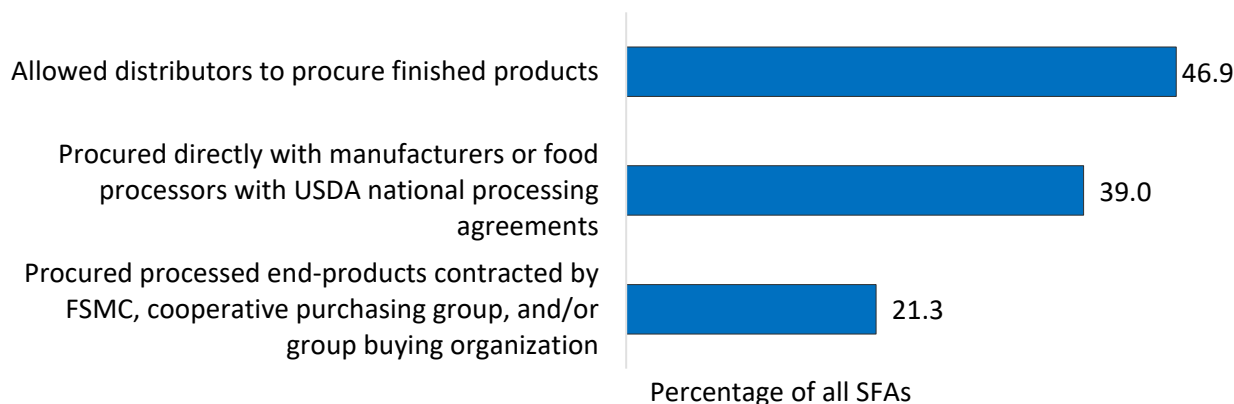 Allowed distributors to procure finished products
46.9
Procured directly with manufacturers or food
processors with USDA national processing
agreements
39.0
Procured processed end-products contracted by
FSMC, cooperative purchasing group, and/or
group buying organization
21.3
Percentage of all SFAs